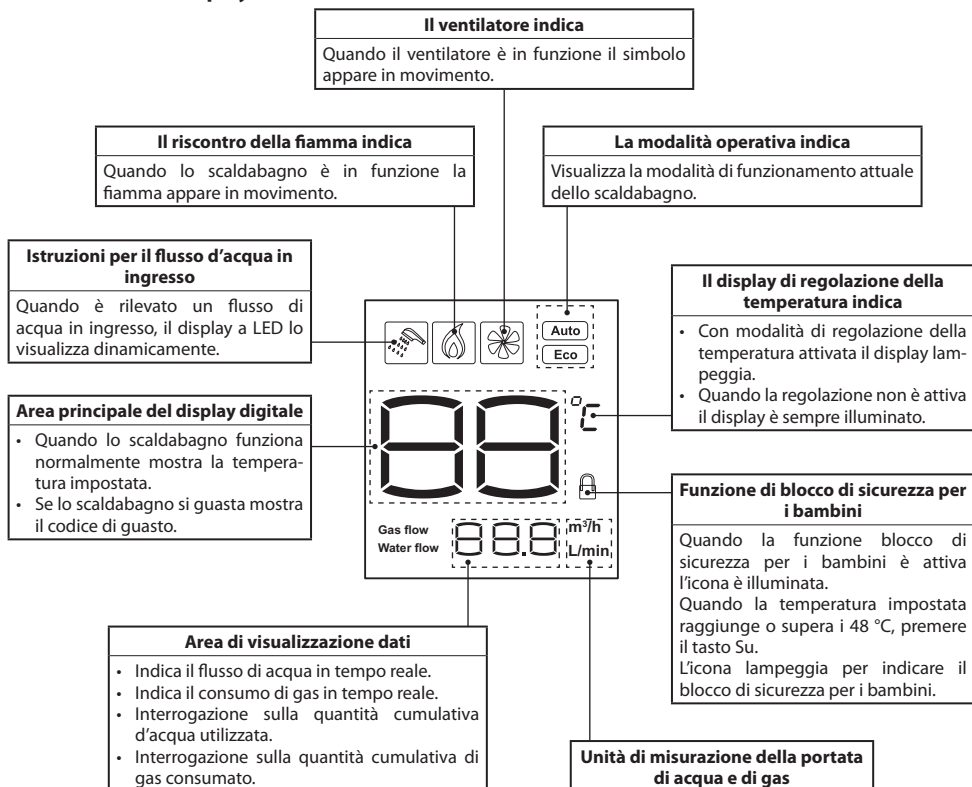 Il ventilatore indica
Quando il ventilatore è in funzione il simbolo
appare in movimento.
Il riscontro della fiamma indica
Quando lo scaldabagno è in funzione la
fiamma appare in movimento.
La modalità operativa indica
Visualizza la modalità di funzionamento attuale
dello scaldabagno.
Istruzioni per il flusso d'acqua in
ingresso
Quando è rilevato un flusso di
acqua in ingresso, il display a LED lo
visualizza dinamicamente.
Il display di regolazione della
temperatura indica
• Con modalità di regolazione della
temperatura attivata il display lam-
peggia.
• Quando la regolazione non è attiva
il display è sempre illuminato.
Area principale del display digitale
• Quando lo scaldabagno funziona
normalmente mostra la tempera-
tura impostata.
• Se lo scaldabagno si guasta mostra
il codice di guasto.
Auto
Eco
88
°C
Gas flow
Water flow
88.8
m³/h
L/min
Funzione di blocco di sicurezza per
i bambini
Quando la funzione blocco di
sicurezza per i bambini è attiva
l'icona è illuminata.
Quando la temperatura impostata
raggiunge o supera i 48 °C, premere
il tasto Su.
L'icona lampeggia per indicare il
blocco di sicurezza per i bambini.
Area di visualizzazione dati
• Indica il flusso di acqua in tempo reale.
• Indica il consumo di gas in tempo reale.
• Interrogazione sulla quantità cumulativa
d'acqua utilizzata.
• Interrogazione sulla quantità cumulativa di
gas consumato.
Unità di misurazione della portata
di acqua e di gas